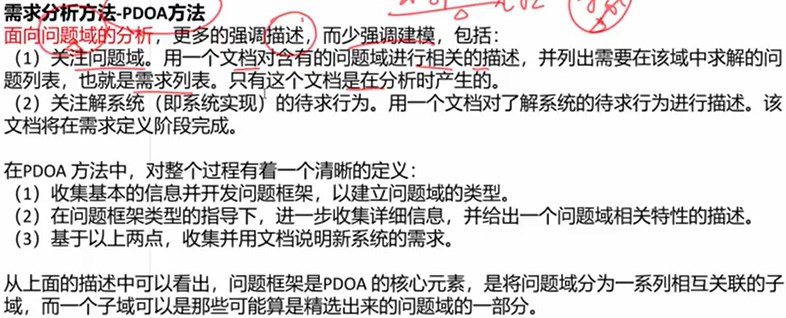 需求分析方法-PDOA方法
面向问题域的分析，更多的强调描述，而少强调建模，包括：
（1）关注问题域。用一个文档对含有的问题域进行相关的描述，并列出需要在该域中求解的问
题列表，也就是需求列表。只有这个文档是在分析时产生的。
（2）关注解系统（即系统实现）的待求行为。用一个文档对了解系统的待求行为进行描述。该
文档将在需求定义阶段完成。
在PDOA 方法中，对整个过程有着一个清晰的定义：
（1）收集基本的信息并开发问题框架，以建立问题域的类型。
（2）在问题框架类型的指导下，进一步收集详细信息，并给出一个问题域相关特性的描述。
（3）基于以上两点，收集并用文档说明新系统的需求。
从上面的描述中可以看出，问题框架是PDOA 的核心元素，是将问题域分为一系列相互关联的子
域，而一个子域可以是那些可能算是精选出来的问题域的一部分。